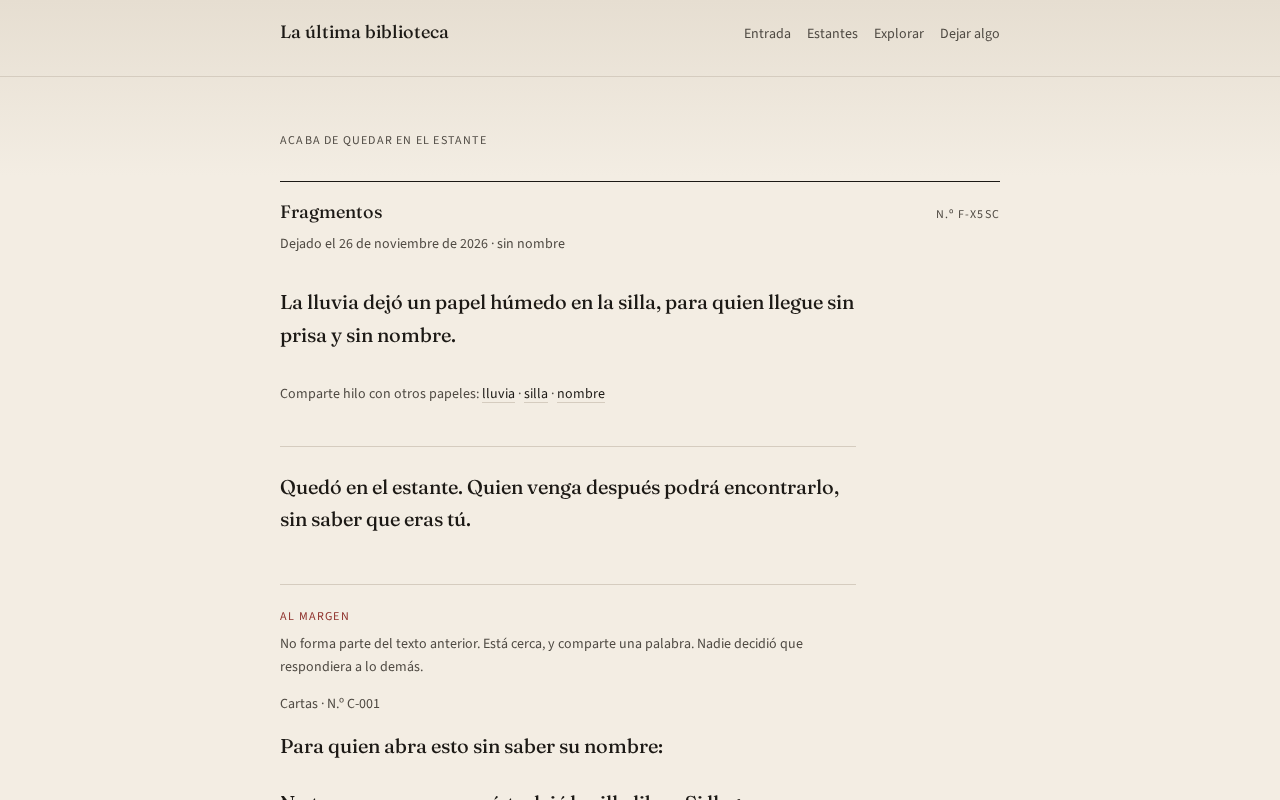 La última biblioteca
Entrada Estantes Explorar Dejar algo
ACABA DE QUEDAR EN EL ESTANTE
Fragmentos
N.º F-X5SC
Dejado el 26 de noviembre de 2026 · sin nombre
La lluvia dejó un papel húmedo en la silla, para quien llegue sin
prisa y sin nombre.
Comparte hilo con otros papeles: lluvia · silla · nombre
Quedó en el estante. Quien venga después podrá encontrarlo,
sin saber que eras tú.
AL MARGEN
No forma parte del texto anterior. Está cerca, y comparte una palabra. Nadie decidió que
respondiera a lo demás.
Cartas · N.º C-001
Para quien abra esto sin saber su nombre: